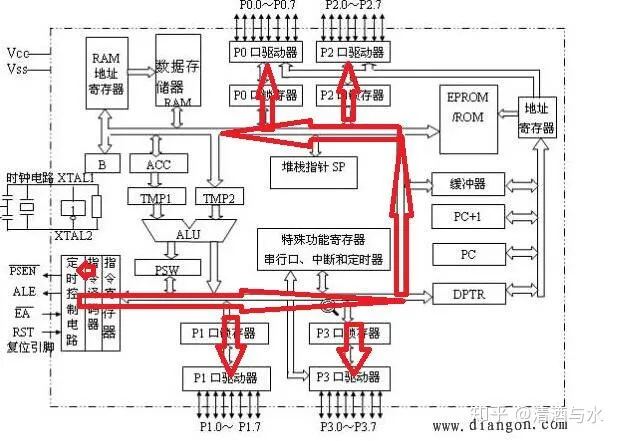 P0.0～P0.7
P2.0～P2.7
Vcc
Vss
RAM
地址
寄存器
数据存
储器
RAM
P0 口驱动器
P2 口驱动器
P0 口锁存器
P2 口锁存器
EPROM
/ROM
地址
寄存器
B
ACC
堆栈指针 SP
缓冲器
时钟电路 XTAL1
TMP1
TMP2
PC+1
1
XTAL2
ALU
特殊功能寄存器
串行口、中断和定时器
PC
PSW
PSEN
ALE
EA
RST
复位引脚
定时控制电路
指令译码器
指令寄存器
DPTR
P1 口锁存器
P3 口锁存器
P1 口驱动器
P3 口驱动器
P1.0～ P1.7
P3.0～P3.7
知乎 @清酒与水
www.diangon.com